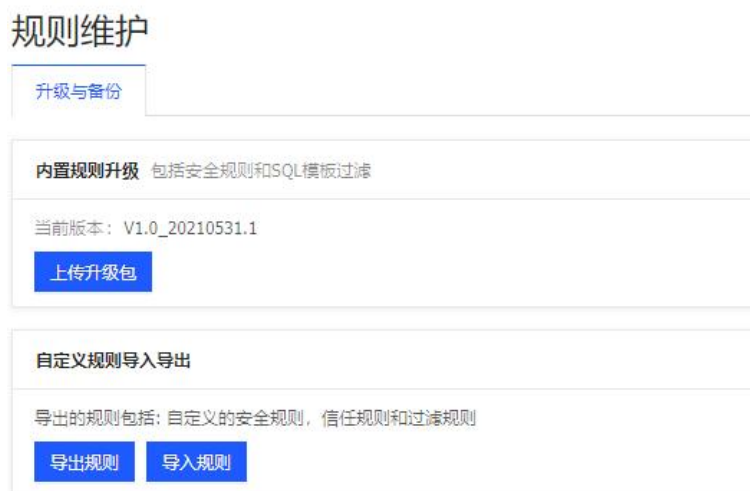 规则维护
升级与备份
内置规则升级 包括安全规则和SQL模板过滤
当前版本：V1.0_20210531.1
上传升级包
自定义规则导入导出
导出的规则包括: 自定义的安全规则，信任规则和过滤规则
导出规则 导入规则